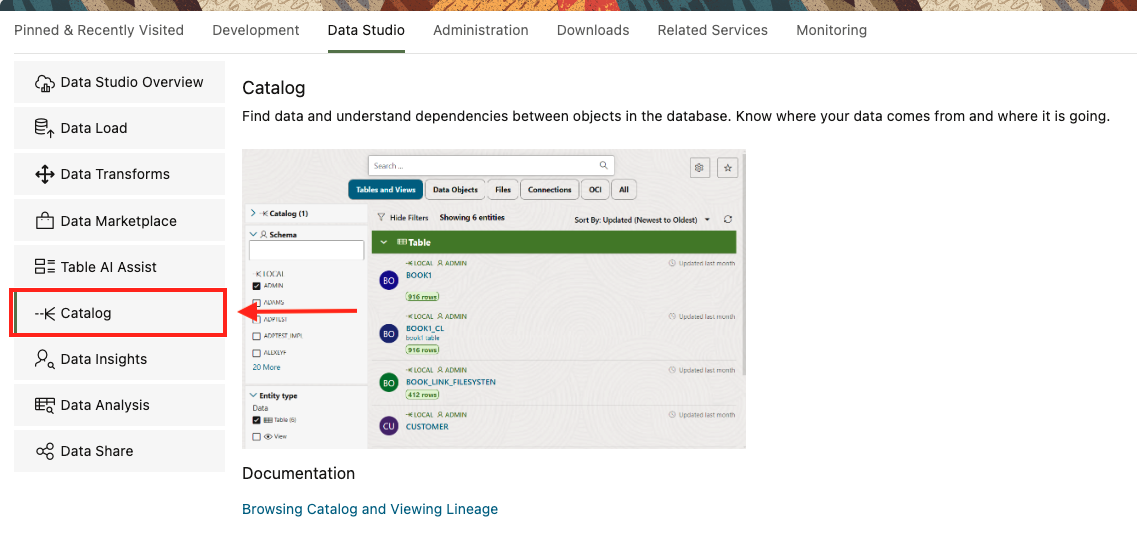 Pinned & Recently Visited
Development
Data Studio
Administration
Downloads
Related Services
Monitoring
Data Studio Overview
Data Load
Data Transforms
Data Marketplace
Table AI Assist
Catalog
Data Insights
Data Analysis
Data Share
Catalog
Find data and understand dependencies between objects in the database. Know where your data comes from and where it is going.
Search ...
Tables and Views
Data Objects
Files
Connections
OCI
All
Catalog (1)
Hide Filters
Showing 6 entities
Sort By: Updated (Newest to Oldest)
Schema
LOCAL
ADMIN
ADAMS
ADPTEST
ADPTEST_IMPL
ALEXEYF
20 More
Entity type
Data
Table (6)
View
Table
LOCAL ADMIN
Updated last month
BO
BOOK1
916 rows
LOCAL ADMIN
Updated last month
BO
BOOK1_CL
book1 table
916 rows
LOCAL ADMIN
Updated last month
BO
BOOK_LINK_FILESYSTEN
412 rows
LOCAL ADMIN
Updated last month
CU
CUSTOMER
Documentation
Browsing Catalog and Viewing Lineage